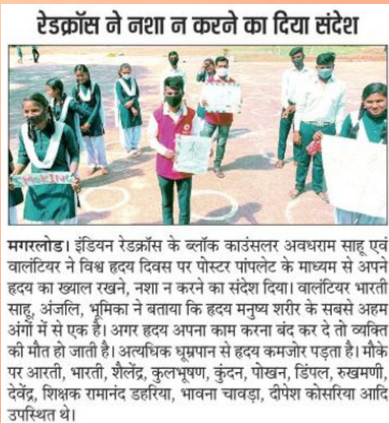 रेडक्रॉस ने नशा न करने का दिया संदेश
मगरलोड। इंडियन रेडक्रॉस के ब्लॉक काउंसलर अवधराम साहू एवं
वालंटियर ने विश्व हृदय दिवस पर पोस्टर पांपलेट के माध्यम से अपने
हृदय का ख्याल रखने, नशा न करने का संदेश दिया। वालंटियर भारती
साहू, अंजलि, भूमिका ने बताया कि हृदय मनुष्य शरीर के सबसे अहम
अंगों में से एक है। अगर हृदय अपना काम करना बंद कर दे तो व्यक्ति
की मौत हो जाती है। अत्यधिक धूम्रपान से हृदय कमजोर पड़ता है। मौके
पर आरती, भारती, शैलेंद्र, कुलभूषण, कुंदन, पोखन, डिंपल, रुखमणी,
देवेंद्र, शिक्षक रामानंद डहरिया, भावना चावड़ा, दीपेश कोसरिया आदि
उपस्थित थे।